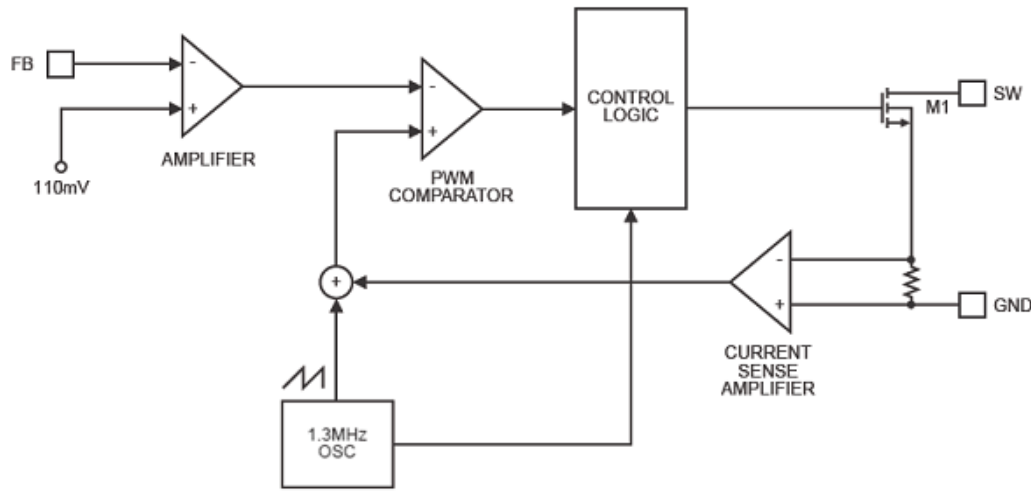 FB
-
+
110mV
AMPLIFIER
-
+
PWM
COMPARATOR
CONTROL
LOGIC
M1
SW
+
-
+
GND
CURRENT
SENSE
AMPLIFIER
1.3MHz
OSC